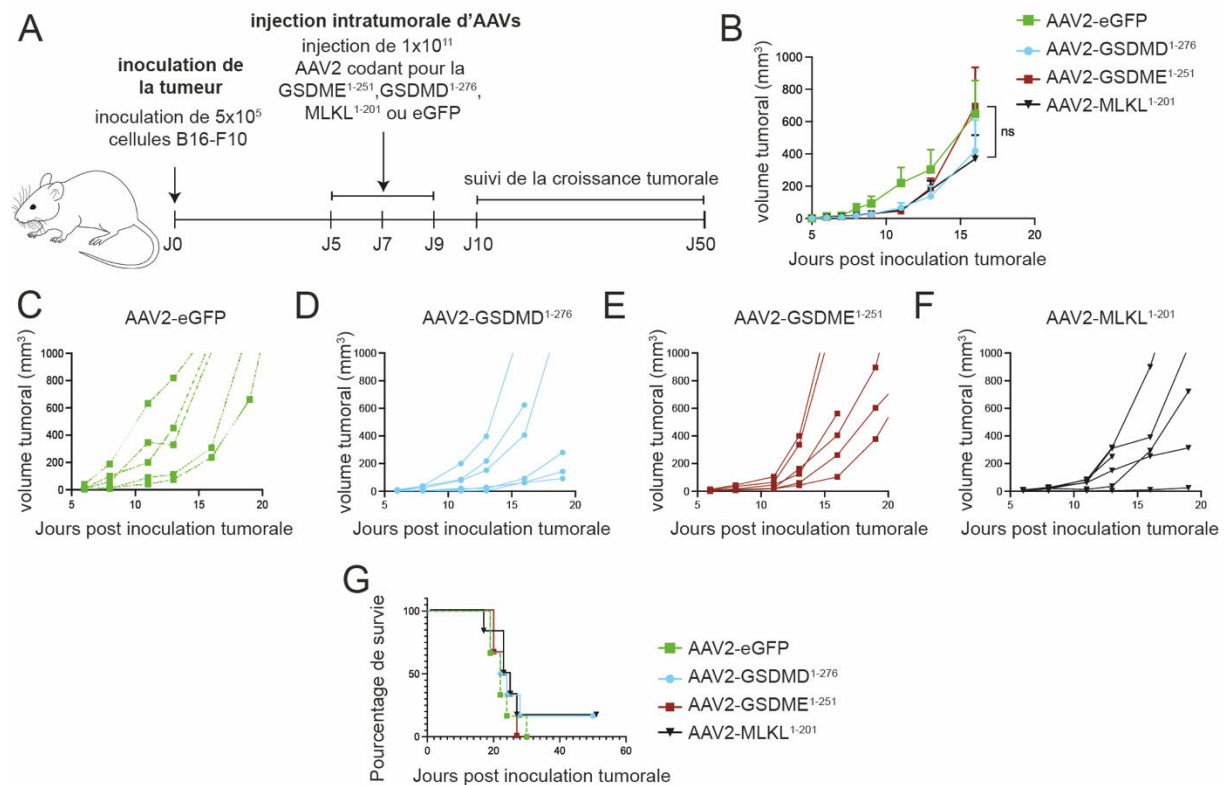 A
inoculation de
la tumeur
inoculation de 5x10⁵
cellules B16-F10
injection intratumorale d'AAVs
injection de 1x10¹¹
AAV2 codant pour la
GSDME¹⁻²⁵¹,GSDMD¹⁻²⁷⁶,
MLKL¹⁻²⁰¹ ou eGFP
suivi de la croissance tumorale
J0
J5
J7
J9
J10
J50
B
volume tumoral (mm³)
1000
800
600
400
200
0
5
10
15
20
Jours post inoculation tumorale
ns
AAV2-eGFP
AAV2-GSDMD¹⁻²⁷⁶
AAV2-GSDME¹⁻²⁵¹
AAV2-MLKL¹⁻²⁰¹
C
AAV2-eGFP
volume tumoral (mm³)
1000
800
600
400
200
0
5
10
15
20
Jours post inoculation tumorale
D
AAV2-GSDMD¹⁻²⁷⁶
volume tumoral (mm³)
1000
800
600
400
200
0
5
10
15
20
Jours post inoculation tumorale
E
AAV2-GSDME¹⁻²⁵¹
volume tumoral (mm³)
1000
800
600
400
200
0
5
10
15
20
Jours post inoculation tumorale
F
AAV2-MLKL¹⁻²⁰¹
volume tumoral (mm³)
1000
800
600
400
200
0
5
10
15
20
Jours post inoculation tumorale
G
Pourcentage de survie
100
50
0
0
20
40
60
Jours post inoculation tumorale
AAV2-eGFP
AAV2-GSDMD¹⁻²⁷⁶
AAV2-GSDME¹⁻²⁵¹
AAV2-MLKL¹⁻²⁰¹